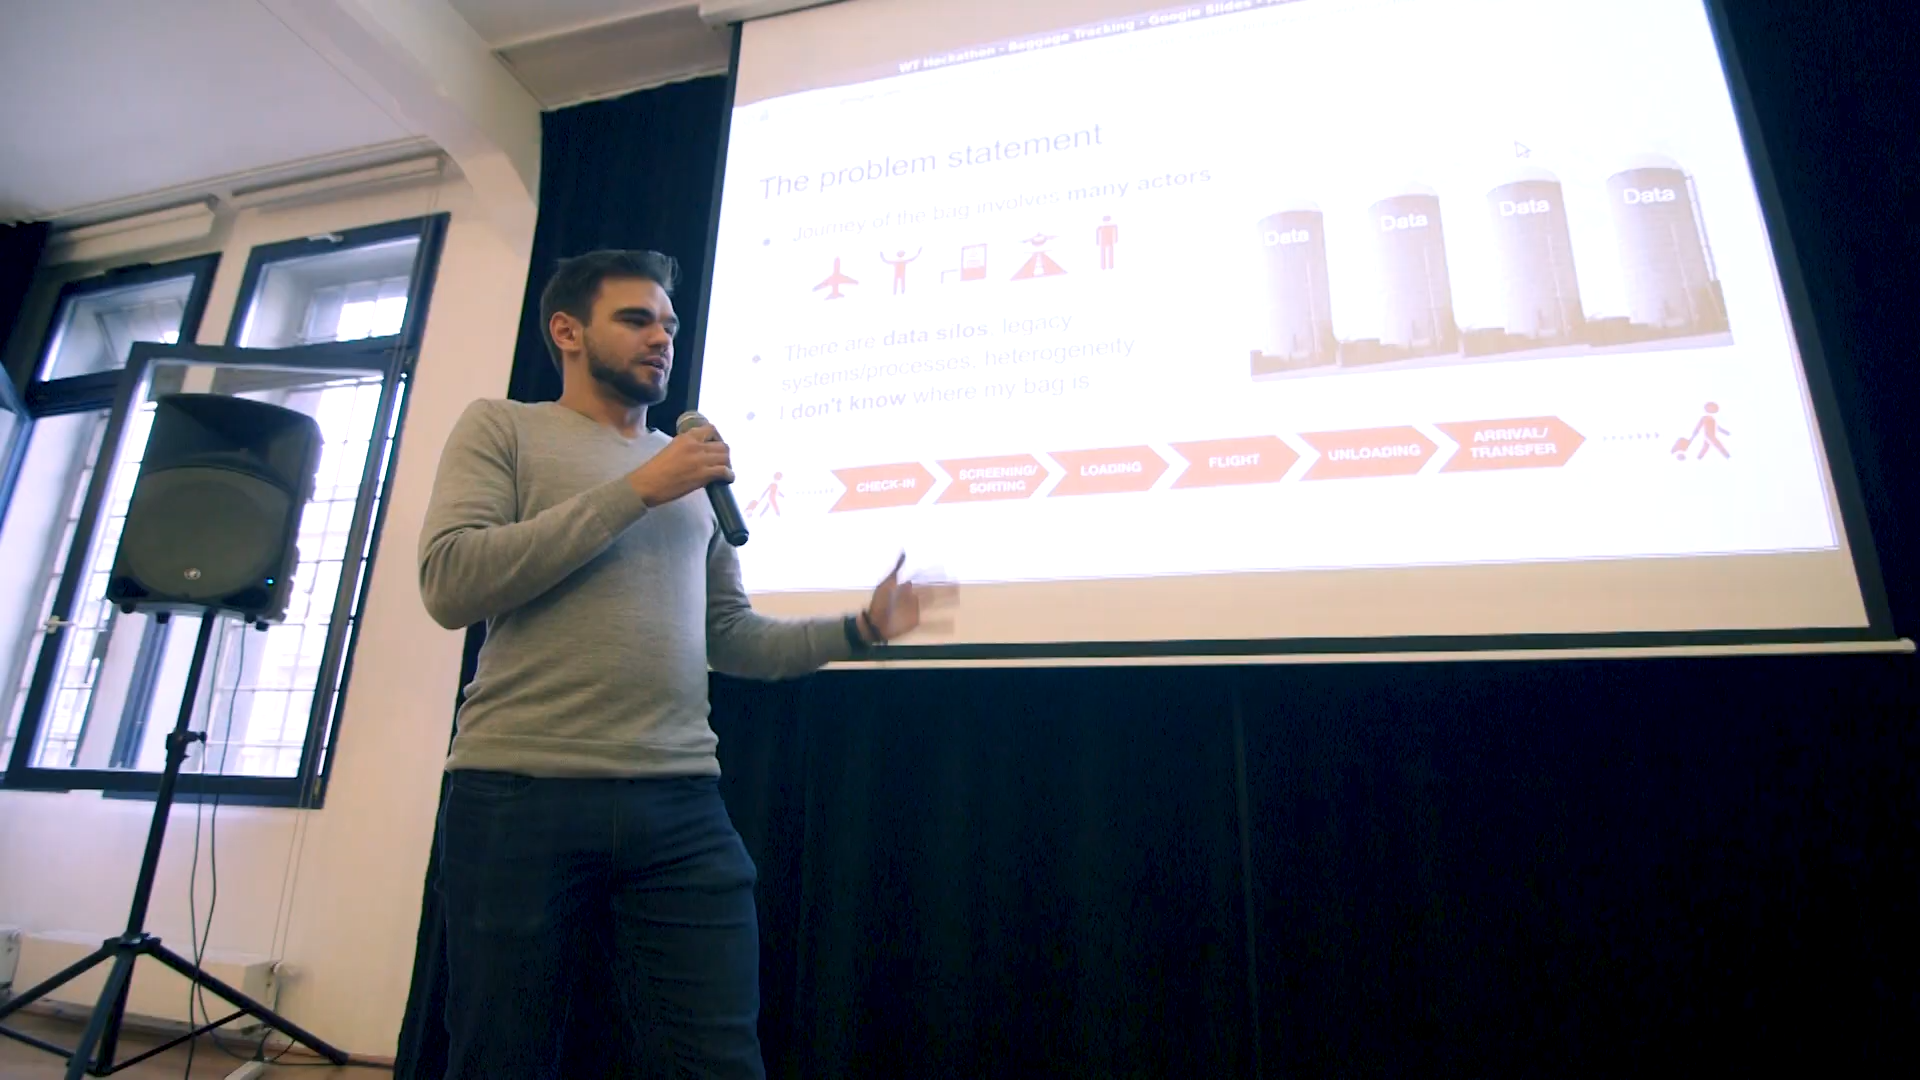 WT Hackathon - Baggage Tracking - Google Slides -
The problem statement
Journey of the bag involves many actors
There are data silos, legacy
systems/processes, heterogeneity
I don't know where my bag is
Data
Data
Data
Data
CHECK-IN
SCREENING/
SORTING
LOADING
FLIGHT
UNLOADING
ARRIVAL/
TRANSFER